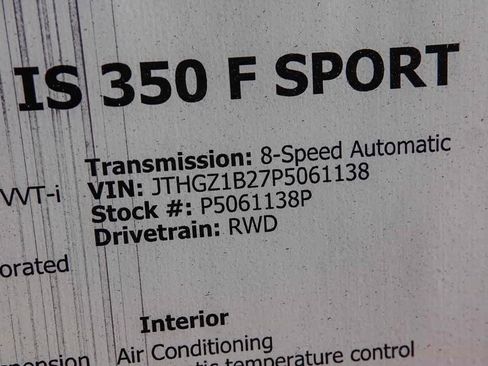 IS 350 F SPORT
Transmission: 8-Speed Automatic
VVT-i VIN: JTHGZ1B27P5061138
Stock #: P5061138P
Drivetrain: RWD
orated
Interior
Air Conditioning
temperature control